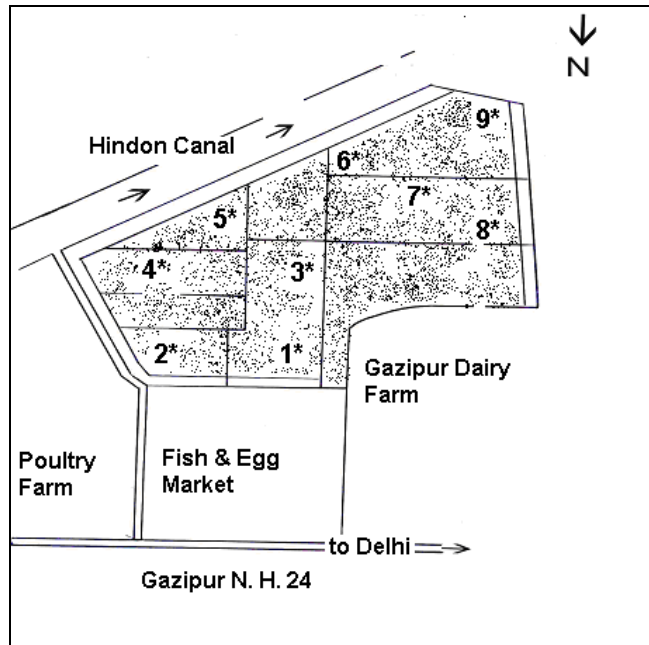 N
9*
Hindon Canal
6*
7*
5*
8*
4*
3*
2*
1*
Gazipur Dairy
Farm
Poultry
Farm
Fish & Egg
Market
to Delhi
Gazipur N. H. 24